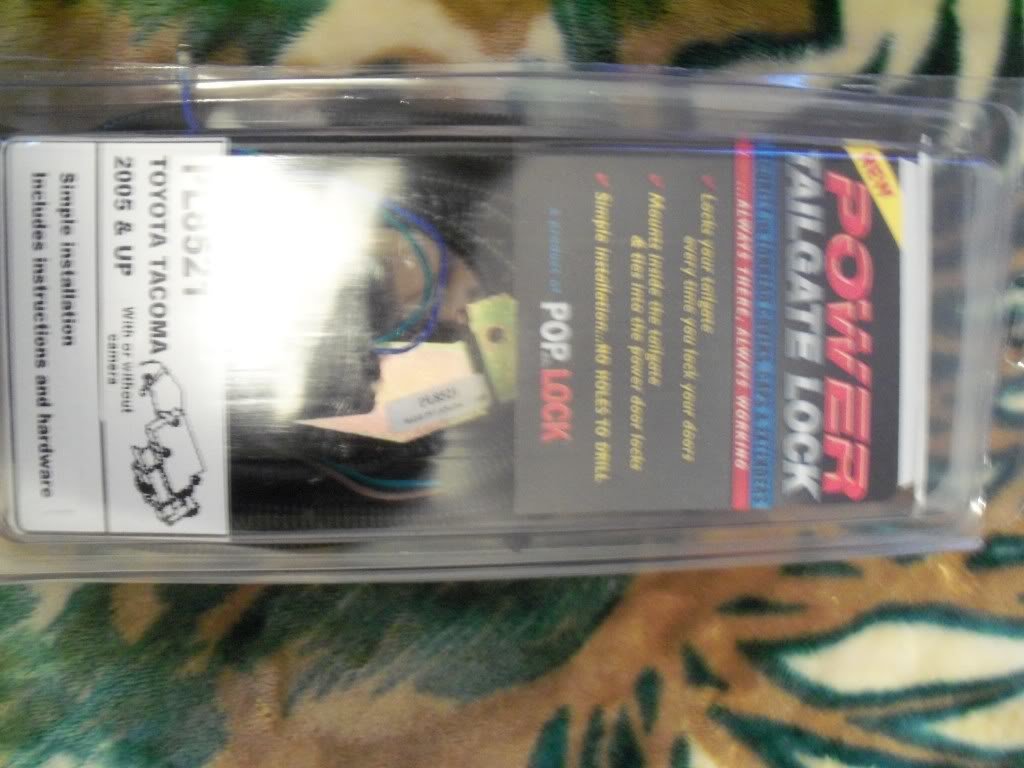 NEW
POWER
TAILGATE LOCK
ALWAYS THERE, ALWAYS WORKING
Locks your tailgate
every time you lock your doors
Mounts inside the tailgate
& ties into the power door locks
Simple installation...NO HOLES TO DRILL
POP LOCK
PL8521
TOYOTA TACOMA
2005 & UP With or without
camera
Simple installation
Includes instructions and hardware